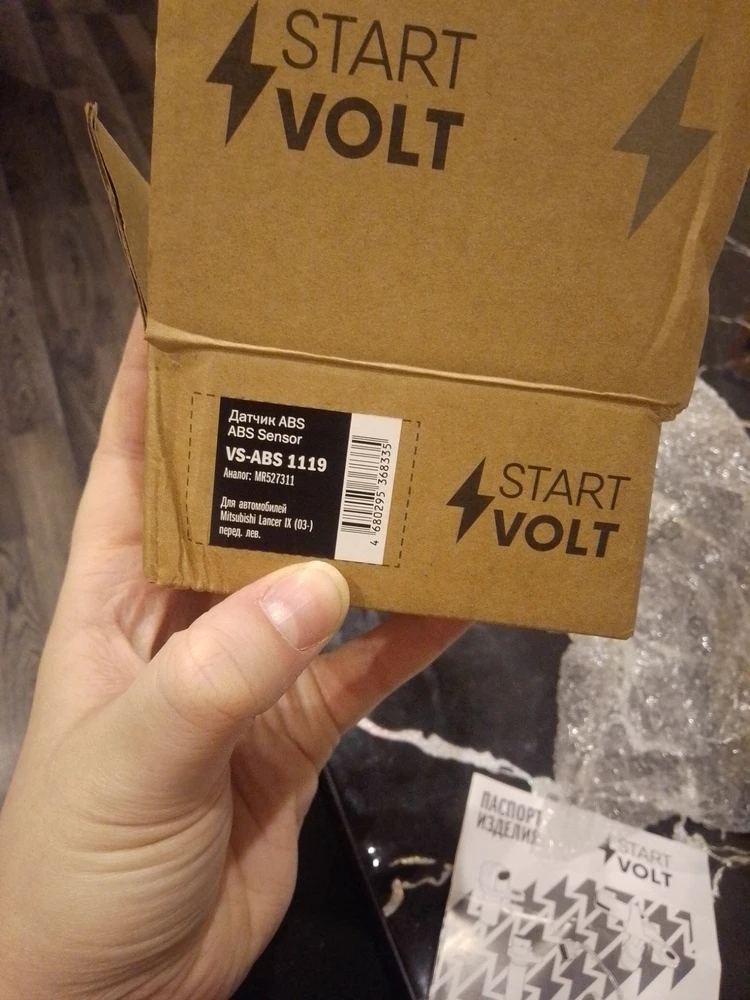 START
VOLT
Датчик ABS
ABS Sensor
VS-ABS 1119
Аналог: MR527311
Для автомобилей
Mitsubishi Lancer IX (03-)
перед. лев.
4 680295 368335
START
VOLT
ПАСПОРТ
ИЗДЕЛИЯ
START
VOLT